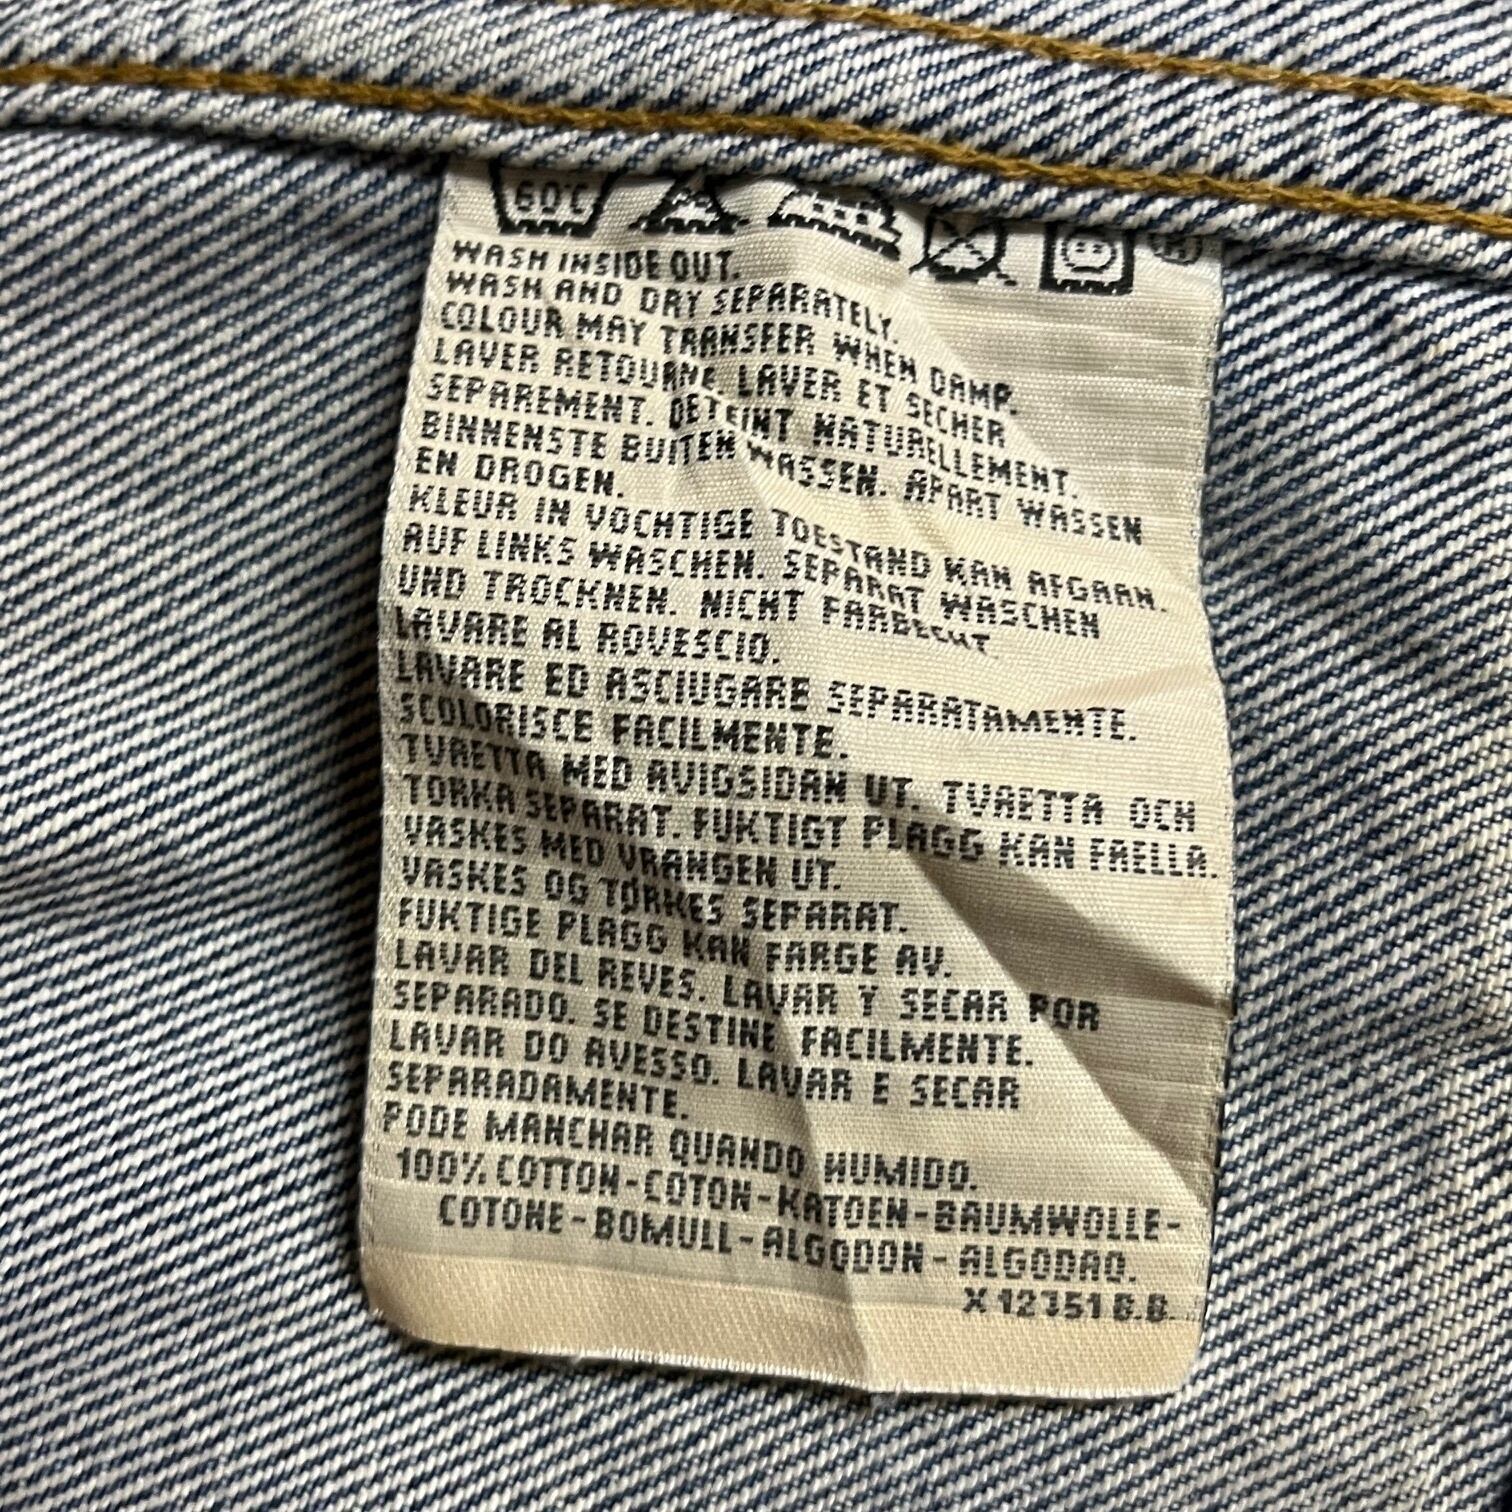 60°C
WASH INSIDE OUT.
WASH AND DRY SEPARATELY.
COLOUR MAY TRANSFER WHEN DAMP.
LAVER RETOURNE. LAVER ET SECHER
SEPAREMENT. DETEINT NATURELLEMENT.
BINNENSTE BUITEN WASSEN. APART WASSEN
EN DROGEN.
KLEUR IN VOCHTIGE TOESTAND KAN AFGAAN.
AUF LINKS WASCHEN. SEPARAT WASCHEN
UND TROCKNEN. NICHT FARBECHT.
LAVARE AL ROVESCIO.
LAVARE ED ASCIUGARE SEPARATAMENTE.
SCOLORISCE FACILMENTE.
TVAETTA MED AVIGSIDAN UT. TVAETTA OCH
TORKA SEPARAT. FUKTIGT PLAGG KAN FAELLA.
VASKES MED VRANGEN UT.
VASKES OG TORKES SEPARAT.
FUKTIGE PLAGG KAN FARGE AV.
LAVAR DEL REVES. LAVAR Y SECAR POR
SEPARADO. SE DESTINE FACILMENTE.
LAVAR DO AVESSO. LAVAR E SECAR
SEPARADAMENTE.
PODE MANCHAR QUANDO HUMIDO.
100% COTTON-COTON-KATOEN-BAUMWOLLE-
COTONE-BOMULL-ALGODON-ALGODAO.
X 12351 B.B.